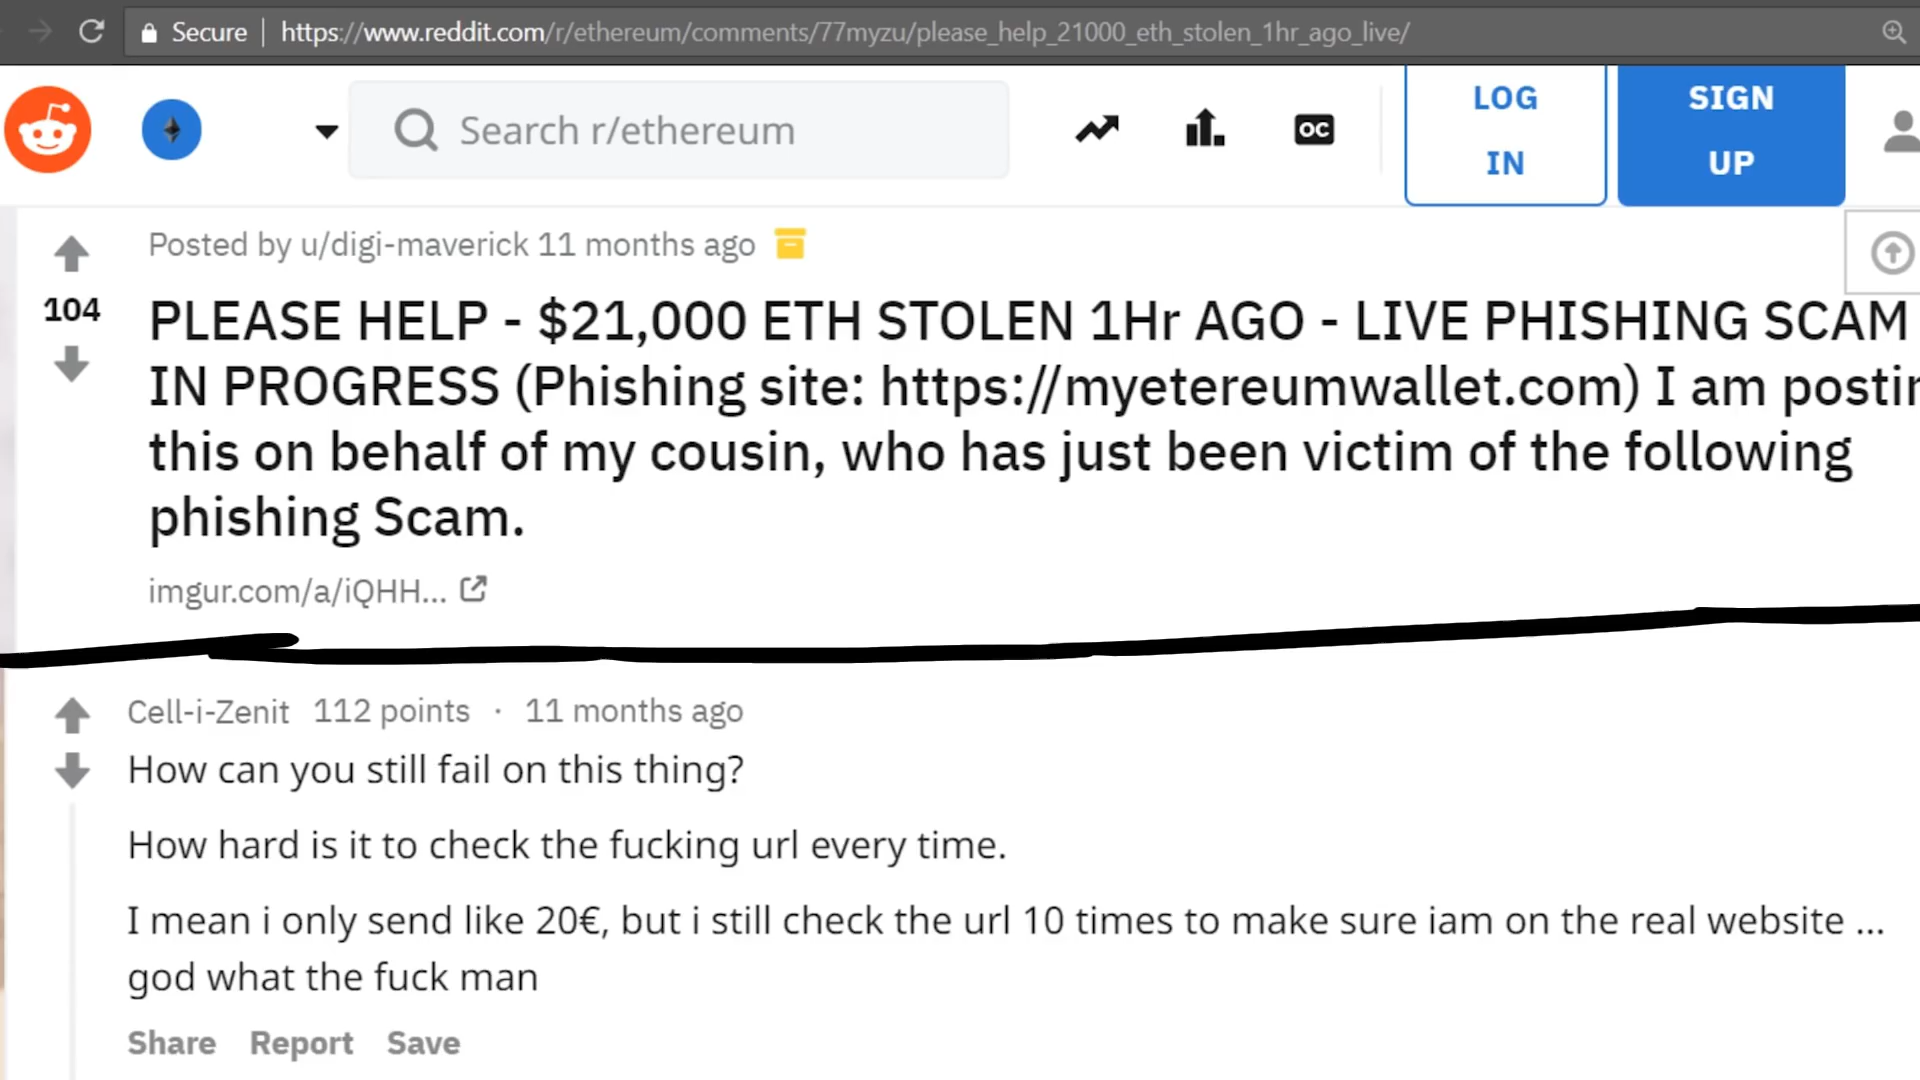 Secure https://www.reddit.com/r/ethereum/comments/77myzu/please_help_21000_eth_stolen_1hr_ago_live/
Search r/ethereum
OC
LOG
IN
SIGN
UP
Posted by u/digi-maverick 11 months ago
104
PLEASE HELP - $21,000 ETH STOLEN 1Hr AGO - LIVE PHISHING SCAM
IN PROGRESS (Phishing site: https://myetereumwallet.com) I am postin
this on behalf of my cousin, who has just been victim of the following
phishing Scam.
imgur.com/a/iQHH...
Cell-i-Zenit 112 points · 11 months ago
How can you still fail on this thing?
How hard is it to check the fucking url every time.
I mean i only send like 20€, but i still check the url 10 times to make sure iam on the real website ...
god what the fuck man
Share Report Save